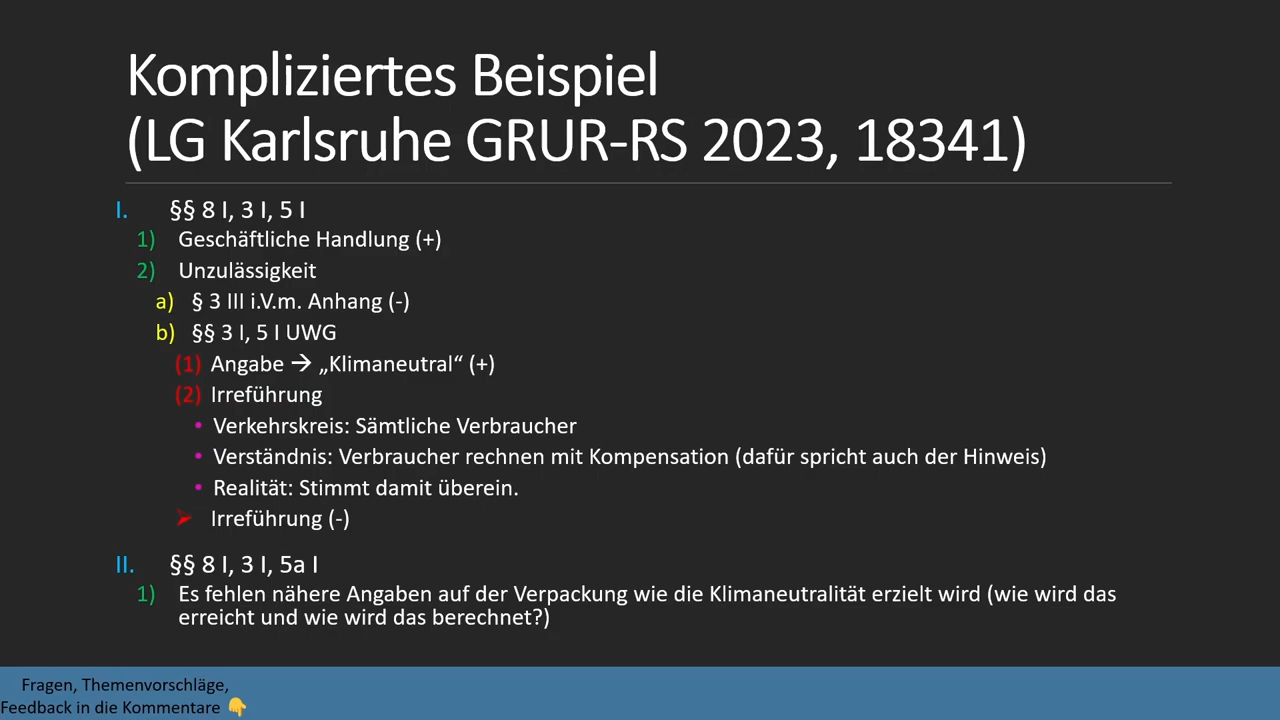 Kompliziertes Beispiel
(LG Karlsruhe GRUR-RS 2023, 18341)
I. §§ 8 I, 3 I, 5 I
1) Geschäftliche Handlung (+)
2) Unzulässigkeit
a) § 3 III i.V.m. Anhang (-)
b) §§ 3 I, 5 I UWG
(1) Angabe → „Klimaneutral“ (+)
(2) Irreführung
• Verkehrskreis: Sämtliche Verbraucher
• Verständnis: Verbraucher rechnen mit Kompensation (dafür spricht auch der Hinweis)
• Realität: Stimmt damit überein.
➢ Irreführung (-)
II. §§ 8 I, 3 I, 5a I
1) Es fehlen nähere Angaben auf der Verpackung wie die Klimaneutralität erzielt wird (wie wird das
erreicht und wie wird das berechnet?)
Fragen, Themenvorschläge,
Feedback in die Kommentare 👇